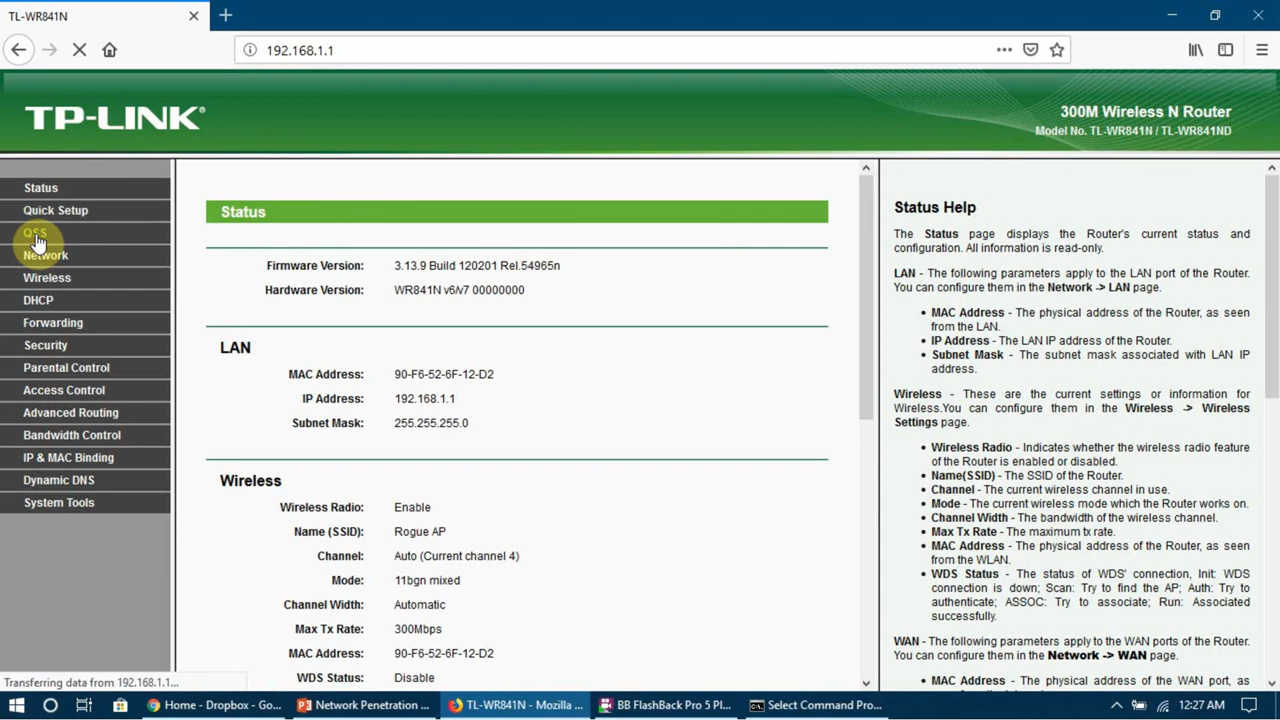 TL-WR841N
192.168.1.1
TP-LINK®
300M Wireless N Router
Model No. TL-WR841N / TL-WR841ND
Status
Quick Setup
QSS
Network
Wireless
DHCP
Forwarding
Security
Parental Control
Access Control
Advanced Routing
Bandwidth Control
IP & MAC Binding
Dynamic DNS
System Tools
Status
Firmware Version: 3.13.9 Build 120201 Rel.54965n
Hardware Version: WR841N v6/v7 00000000
LAN
MAC Address: 90-F6-52-6F-12-D2
IP Address: 192.168.1.1
Subnet Mask: 255.255.255.0
Wireless
Wireless Radio: Enable
Name (SSID): Rogue AP
Channel: Auto (Current channel 4)
Mode: 11bgn mixed
Channel Width: Automatic
Max Tx Rate: 300Mbps
MAC Address: 90-F6-52-6F-12-D2
WDS Status: Disable
Status Help
The Status page displays the Router's current status and
configuration. All information is read-only.
LAN - The following parameters apply to the LAN port of the Router.
You can configure them in the Network -> LAN page.
• MAC Address - The physical address of the Router, as seen
from the LAN.
• IP Address - The LAN IP address of the Router.
• Subnet Mask - The subnet mask associated with LAN IP
address.
Wireless - These are the current settings or information for
Wireless.You can configure them in the Wireless -> Wireless
Settings page.
• Wireless Radio - Indicates whether the wireless radio feature
of the Router is enabled or disabled.
• Name(SSID) - The SSID of the Router.
• Channel - The current wireless channel in use.
• Mode - The current wireless mode which the Router works on.
• Channel Width - The bandwidth of the wireless channel.
• Max Tx Rate - The maximum tx rate.
• MAC Address - The physical address of the Router, as seen
from the WLAN.
• WDS Status - The status of WDS' connection, Init: WDS
connection is down; Scan: Try to find the AP; Auth: Try to
authenticate; ASSOC: Try to associate; Run: Associated
successfully.
WAN - The following parameters apply to the WAN ports of the Router.
You can configure them in the Network -> WAN page.
• MAC Address - The physical address of the WAN port, as
Transferring data from 192.168.1.1...
Home - Dropbox - Go...
Network Penetration ...
TL-WR841N - Mozilla ...
BB FlashBack Pro 5 Pl...
Select Command Pro...
12:27 AM